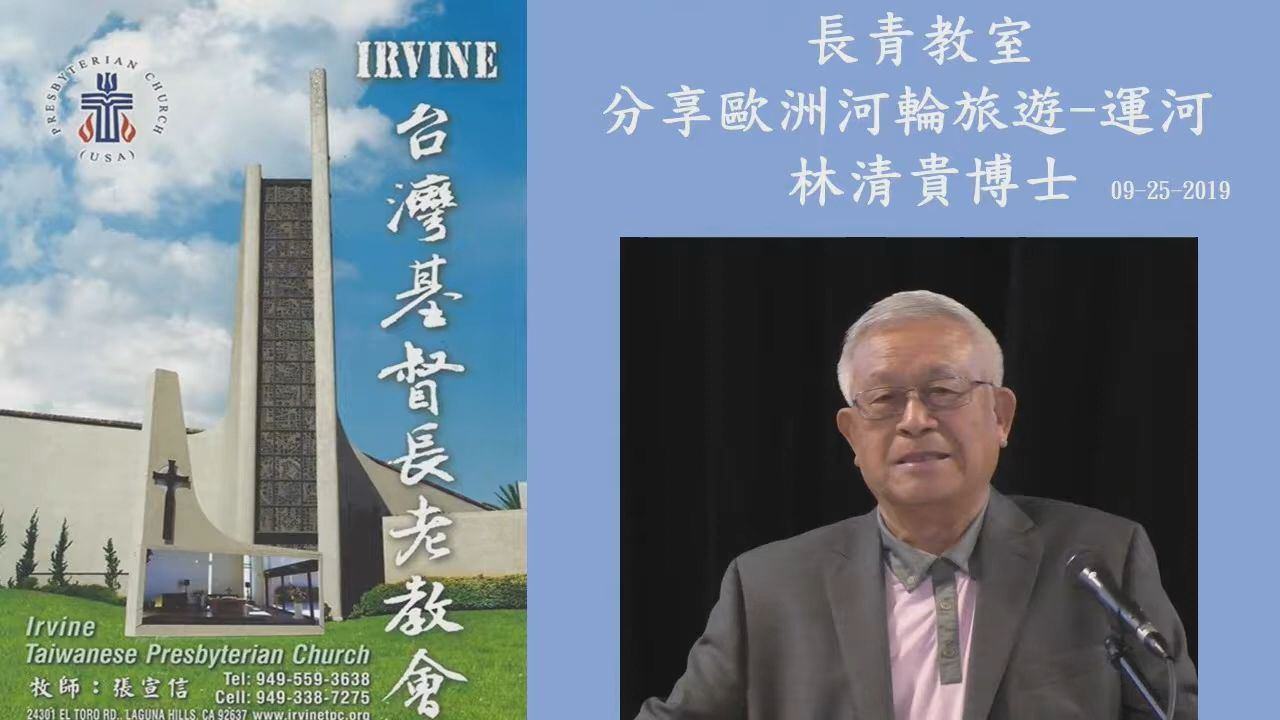 PRESBYTERIAN CHURCH
(USA)
IRVINE
台灣基督長老教會
Irvine
Taiwanese Presbyterian Church
Tel: 949-559-3638
牧師：張宣信
Cell: 949-338-7275
24301 EL TORO RD., LAGUNA HILLS, CA 92637 www.irvinetpc.org
長青教室
分享歐洲河輪旅遊-運河
林清貴博士
09-25-2019